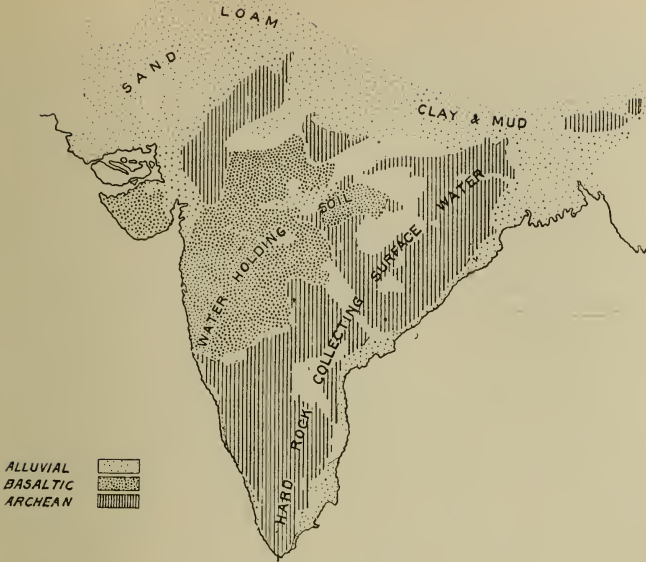 SAND LOAM
CLAY & MUD
WATER HOLDING SOIL
HARD ROCK COLLECTING SURFACE WATER
ALLUVIAL
BASALTIC
ARCHEAN